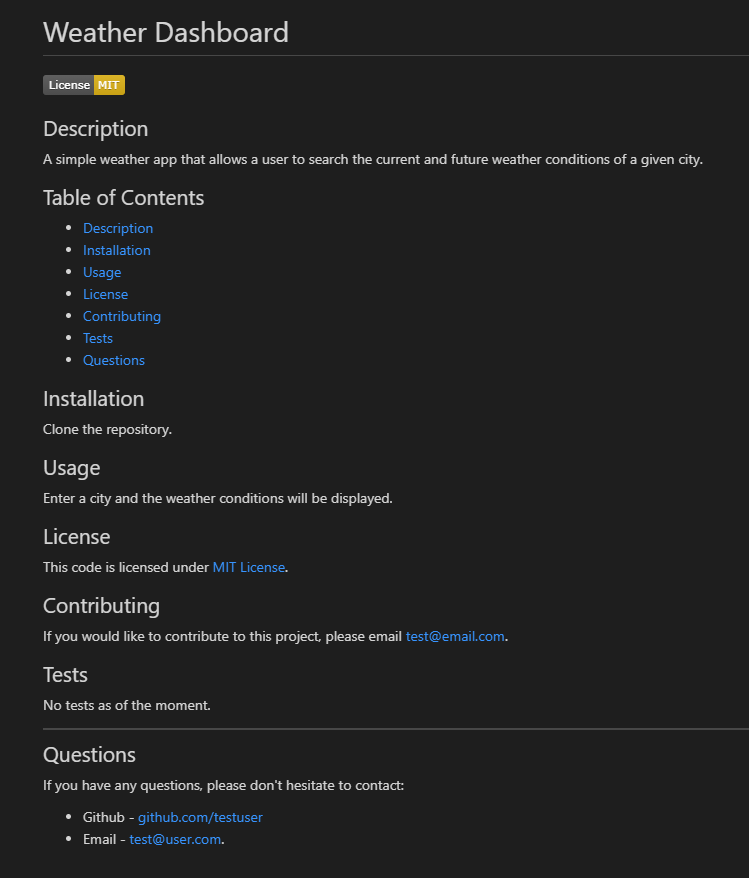 Weather Dashboard
License MIT
Description
A simple weather app that allows a user to search the current and future weather conditions of a given city.
Table of Contents
Description
Installation
Usage
License
Contributing
Tests
Questions
Installation
Clone the repository.
Usage
Enter a city and the weather conditions will be displayed.
License
This code is licensed under MIT License.
Contributing
If you would like to contribute to this project, please email test@email.com.
Tests
No tests as of the moment.
Questions
If you have any questions, please don't hesitate to contact:
Github - github.com/testuser
Email - test@user.com.